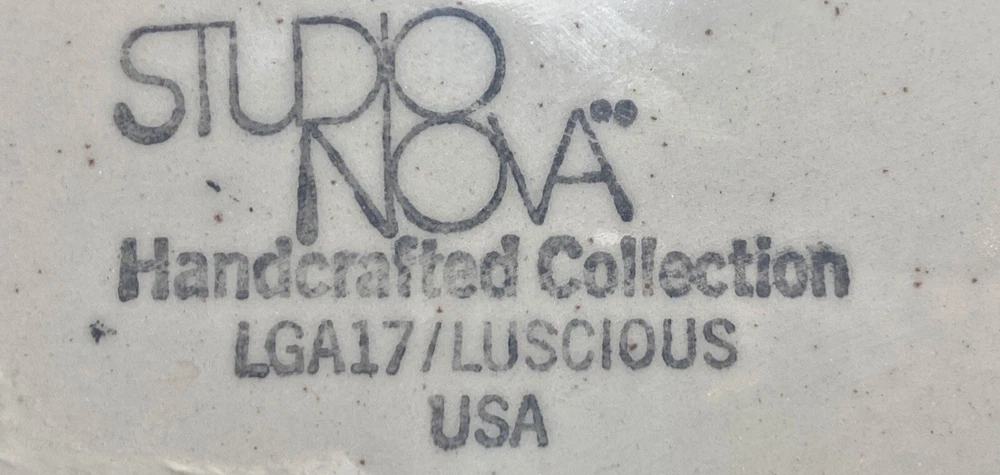 STUDIO
NOVA
Handcrafted Collection
LGA17/LUSCIOUS
USA